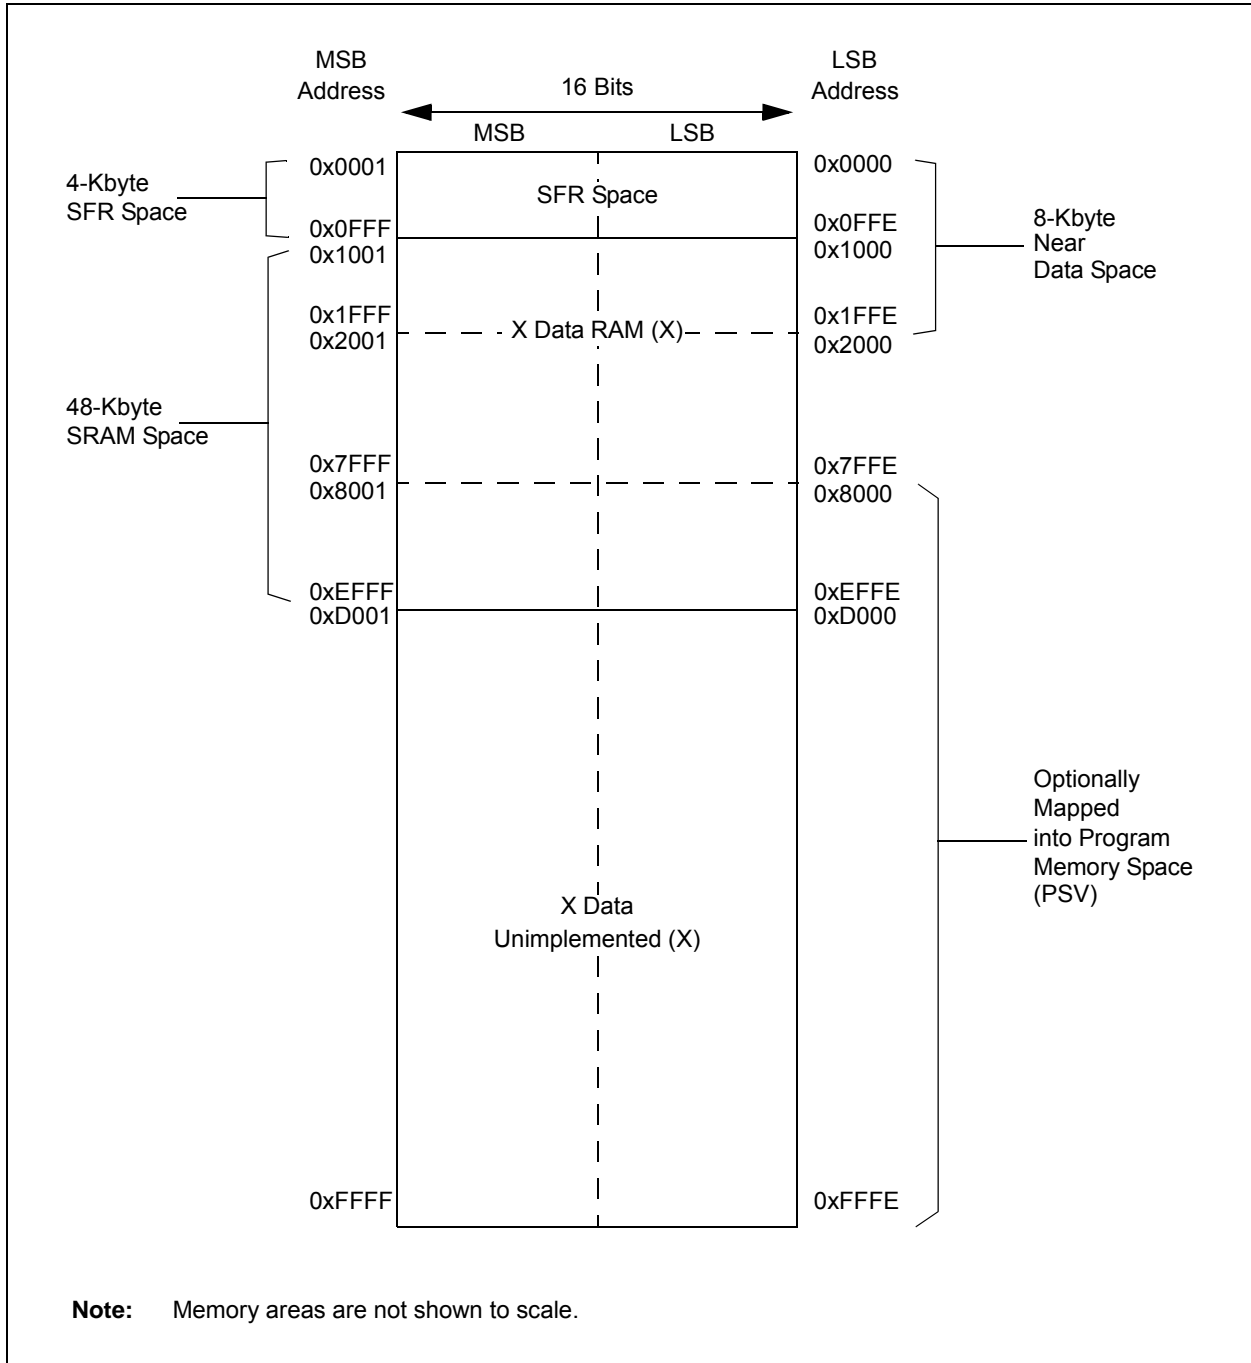 MSB
Address
LSB
Address
16 Bits
MSB
LSB
0x0001
0x0000
4-Kbyte
SFR Space
SFR Space
0x0FFF
0x0FFE
0x1001
0x1000
8-Kbyte
Near
Data Space
0x1FFF
0x1FFE
X Data RAM (X)
0x2001
0x2000
48-Kbyte
SRAM Space
0x7FFF
0x7FFE
0x8001
0x8000
0xEFFF
0xEFFE
0xD001
0xD000
Optionally
Mapped
into Program
Memory Space
(PSV)
X Data
Unimplemented (X)
0xFFFF
0xFFFE
Note: Memory areas are not shown to scale.